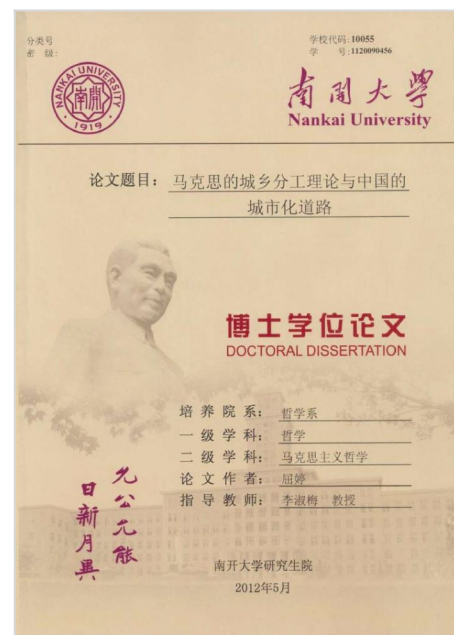 分类号
密 级:
学校代码:10055
学 号:1120090456
NANKAI UNIVERSITY
南開
1919
南開大學
Nankai University
论文题目： 马克思的城乡分工理论与中国的
城市化道路
博士学位论文
DOCTORAL DISSERTATION
培 养 院 系： 哲学系
一 级 学 科： 哲学
二 级 学 科： 马克思主义哲学
论 文 作 者： 屈婷
指 导 教 师： 李淑梅 教授
允公允能
日新月異
南开大学研究生院
2012年5月